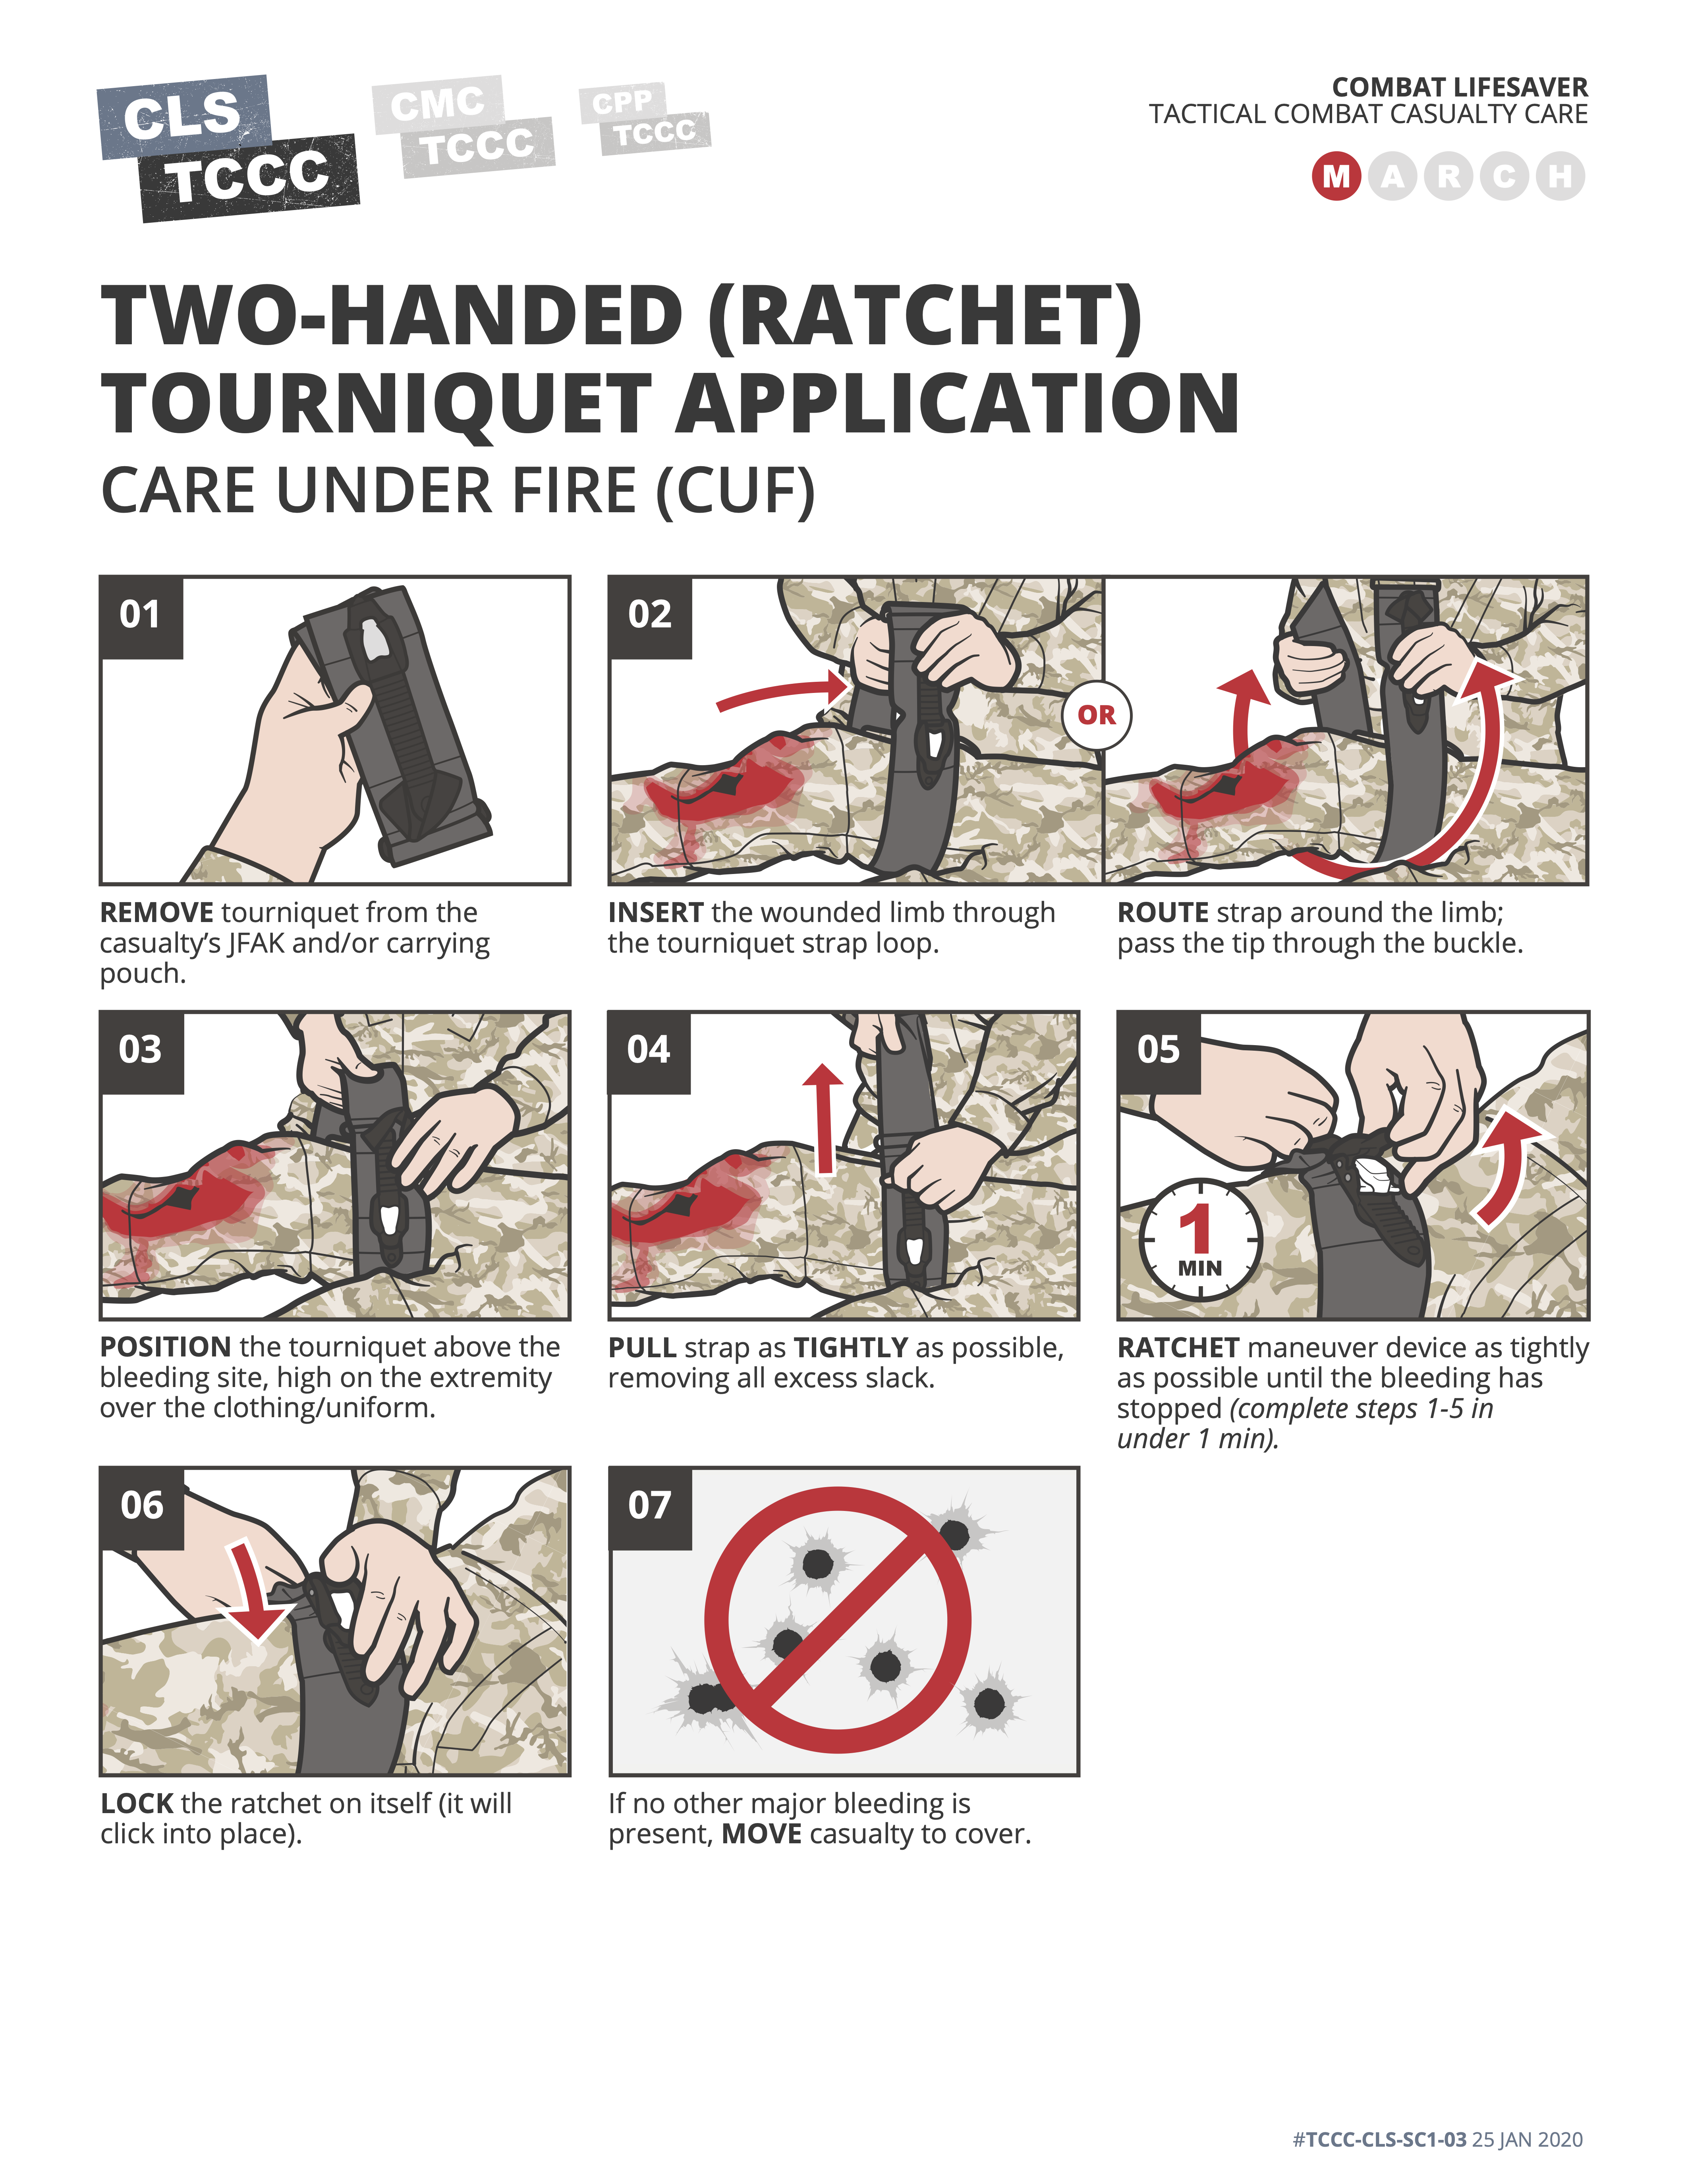 CLS
TCCC
CMC
TCCC
CPP
TCCC
COMBAT LIFESAVER
TACTICAL COMBAT CASUALTY CARE
M A R C H
TWO-HANDED (RATCHET)
TOURNIQUET APPLICATION
CARE UNDER FIRE (CUF)
01
REMOVE tourniquet from the
casualty’s JFAK and/or carrying
pouch.
02
INSERT the wounded limb through
the tourniquet strap loop.
OR
ROUTE strap around the limb;
pass the tip through the buckle.
03
POSITION the tourniquet above the
bleeding site, high on the extremity
over the clothing/uniform.
04
PULL strap as TIGHTLY as possible,
removing all excess slack.
05
1
MIN
RATCHET maneuver device as tightly
as possible until the bleeding has
stopped (complete steps 1-5 in
under 1 min).
06
LOCK the ratchet on itself (it will
click into place).
07
If no other major bleeding is
present, MOVE casualty to cover.
#TCCC-CLS-SC1-03 25 JAN 2020